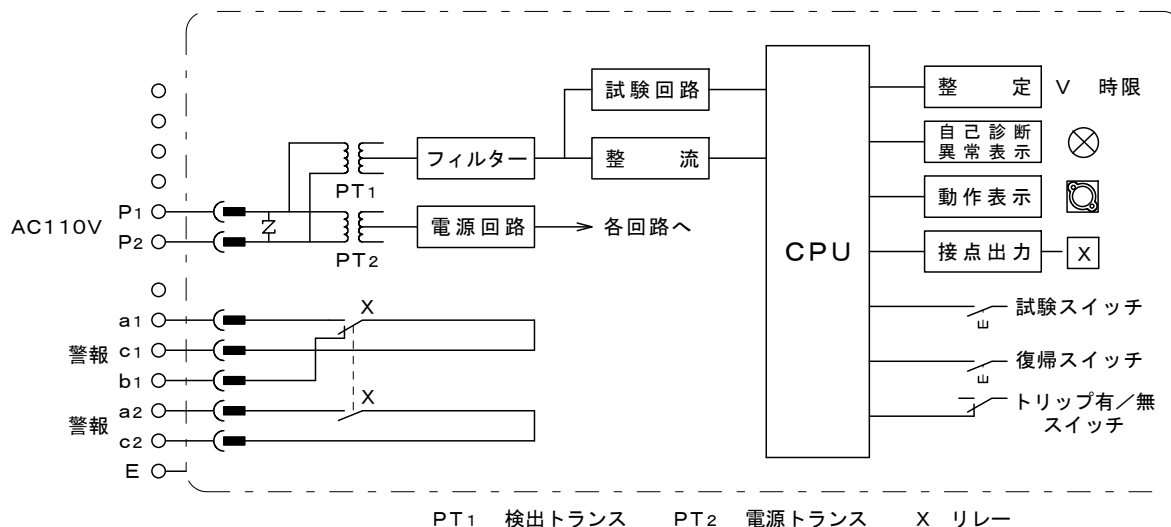 試験回路
整定 V 時限
フィルター
整流
自己診断
異常表示
PT1
P1
AC110V
動作表示
P2
電源回路
各回路へ
PT2
CPU
接点出力
X
a1
X
試験スイッチ
警報 c1
b1
復帰スイッチ
a2
X
トリップ有/無
スイッチ
警報
c2
E
PT1 検出トランス PT2 電源トランス X リレー